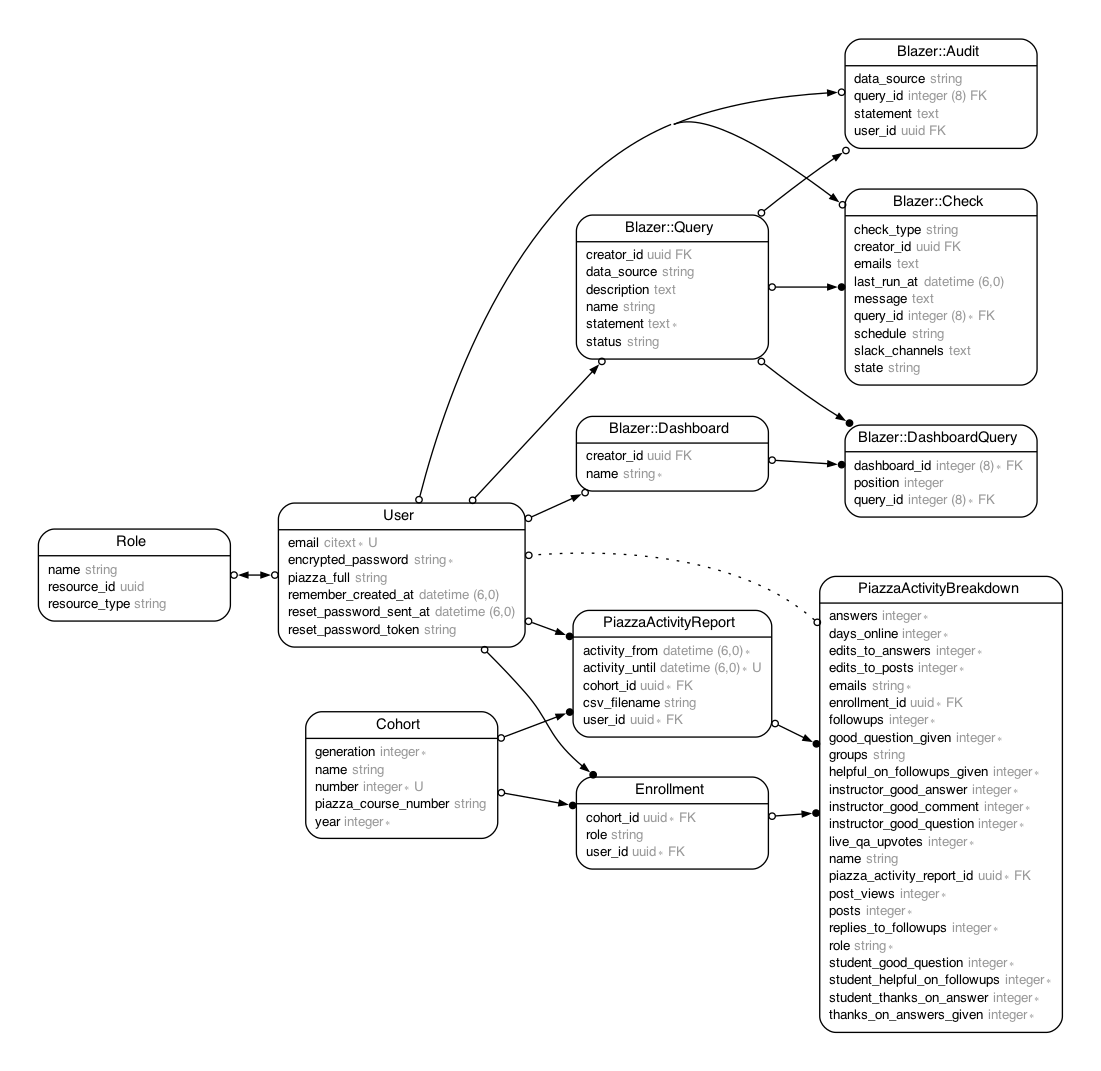 Blazer::Audit
data_source string
query_id integer (8) FK
statement text
user_id uuid FK
Blazer::Check
check_type string
creator_id uuid FK
emails text
last_run_at datetime (6,0)
message text
query_id integer (8)∗ FK
schedule string
slack_channels text
state string
Blazer::Query
creator_id uuid FK
data_source string
description text
name string
statement text∗
status string
Blazer::Dashboard
creator_id uuid FK
name string∗
Blazer::DashboardQuery
dashboard_id integer (8)∗ FK
position integer
query_id integer (8)∗ FK
Role
name string
resource_id uuid
resource_type string
User
email citext∗ U
encrypted_password string∗
piazza_full string
remember_created_at datetime (6,0)
reset_password_sent_at datetime (6,0)
reset_password_token string
PiazzaActivityReport
activity_from datetime (6,0)∗
activity_until datetime (6,0)∗ U
cohort_id uuid∗ FK
csv_filename string
user_id uuid∗ FK
Cohort
generation integer∗
name string
number integer∗ U
piazza_course_number string
year integer∗
Enrollment
cohort_id uuid∗ FK
role string
user_id uuid∗ FK
PiazzaActivityBreakdown
answers integer∗
days_online integer∗
edits_to_answers integer∗
edits_to_posts integer∗
emails string∗
enrollment_id uuid∗ FK
followups integer∗
good_question_given integer∗
groups string
helpful_on_followups_given integer∗
instructor_good_answer integer∗
instructor_good_comment integer∗
instructor_good_question integer∗
live_qa_upvotes integer∗
name string
piazza_activity_report_id uuid∗ FK
post_views integer∗
posts integer∗
replies_to_followups integer∗
role string∗
student_good_question integer∗
student_helpful_on_followups integer∗
student_thanks_on_answer integer∗
thanks_on_answers_given integer∗